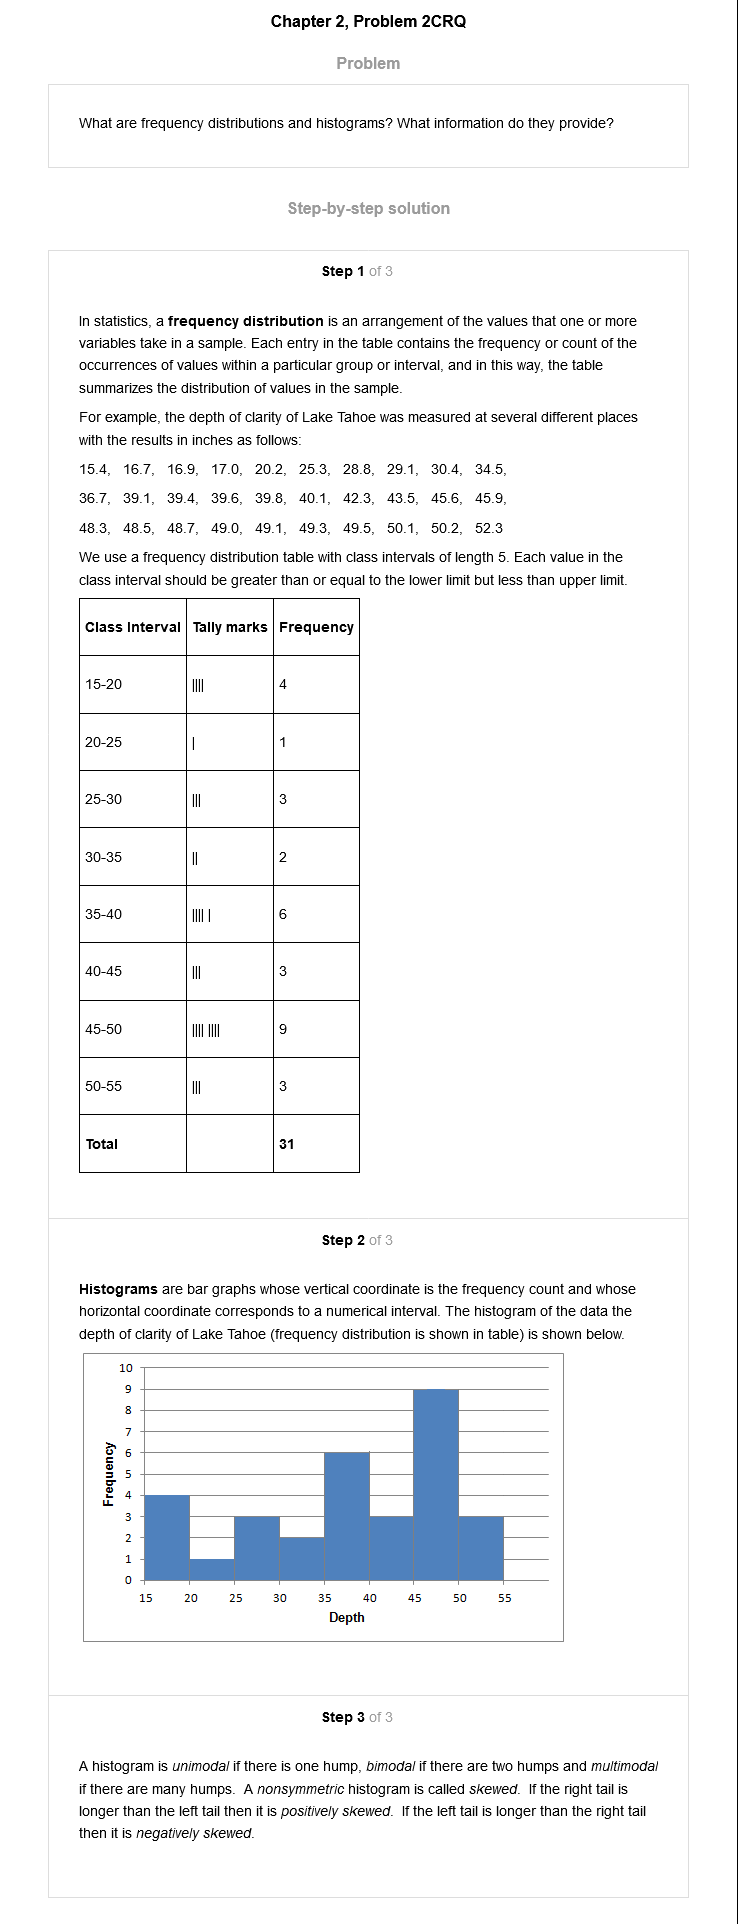 Chapter 2, Problem 2CRQ
Problem
What are frequency distributions and histograms? What information do they provide?
Step-by-step solution
Step 1 of 3
In statistics, a frequency distribution is an arrangement of the values that one or more
variables take in a sample. Each entry in the table contains the frequency or count of the
occurrences of values within a particular group or interval, and in this way, the table
summarizes the distribution of values in the sample.
For example, the depth of clarity of Lake Tahoe was measured at several different places
with the results in inches as follows:
15.4, 16.7, 16.9, 17.0, 20.2, 25.3, 28.8, 29.1, 30.4, 34.5,
36.7, 39.1, 39.4, 39.6, 39.8, 40.1, 42.3, 43.5, 45.6, 45.9,
48.3, 48.5, 48.7, 49.0, 49.1, 49.3, 49.5, 50.1, 50.2, 52.3
We use a frequency distribution table with class intervals of length 5. Each value in the
class interval should be greater than or equal to the lower limit but less than upper limit.
Class Interval Tally marks Frequency
15-20 |||| 4
20-25 | 1
25-30 ||| 3
30-35 || 2
35-40 |||| | 6
40-45 ||| 3
45-50 |||| |||| 9
50-55 ||| 3
Total 31
Step 2 of 3
Histograms are bar graphs whose vertical coordinate is the frequency count and whose
horizontal coordinate corresponds to a numerical interval. The histogram of the data the
depth of clarity of Lake Tahoe (frequency distribution is shown in table) is shown below.
10
9
8
7
6
5
4
3
2
1
0
Frequency
15 20 25 30 35 40 45 50 55
Depth
Step 3 of 3
A histogram is unimodal if there is one hump, bimodal if there are two humps and multimodal
if there are many humps. A nonsymmetric histogram is called skewed. If the right tail is
longer than the left tail then it is positively skewed. If the left tail is longer than the right tail
then it is negatively skewed.